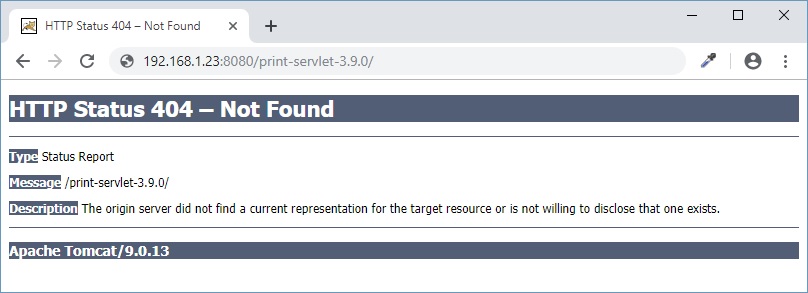 HTTP Status 404 – Not Found
192.168.1.23:8080/print-servlet-3.9.0/
HTTP Status 404 – Not Found
Type Status Report
Message /print-servlet-3.9.0/
Description The origin server did not find a current representation for the target resource or is not willing to disclose that one exists.
Apache Tomcat/9.0.13